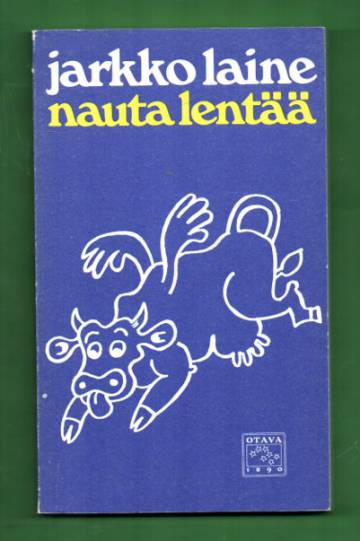 jarkko laine
nauta lentää
OTAVA
1890